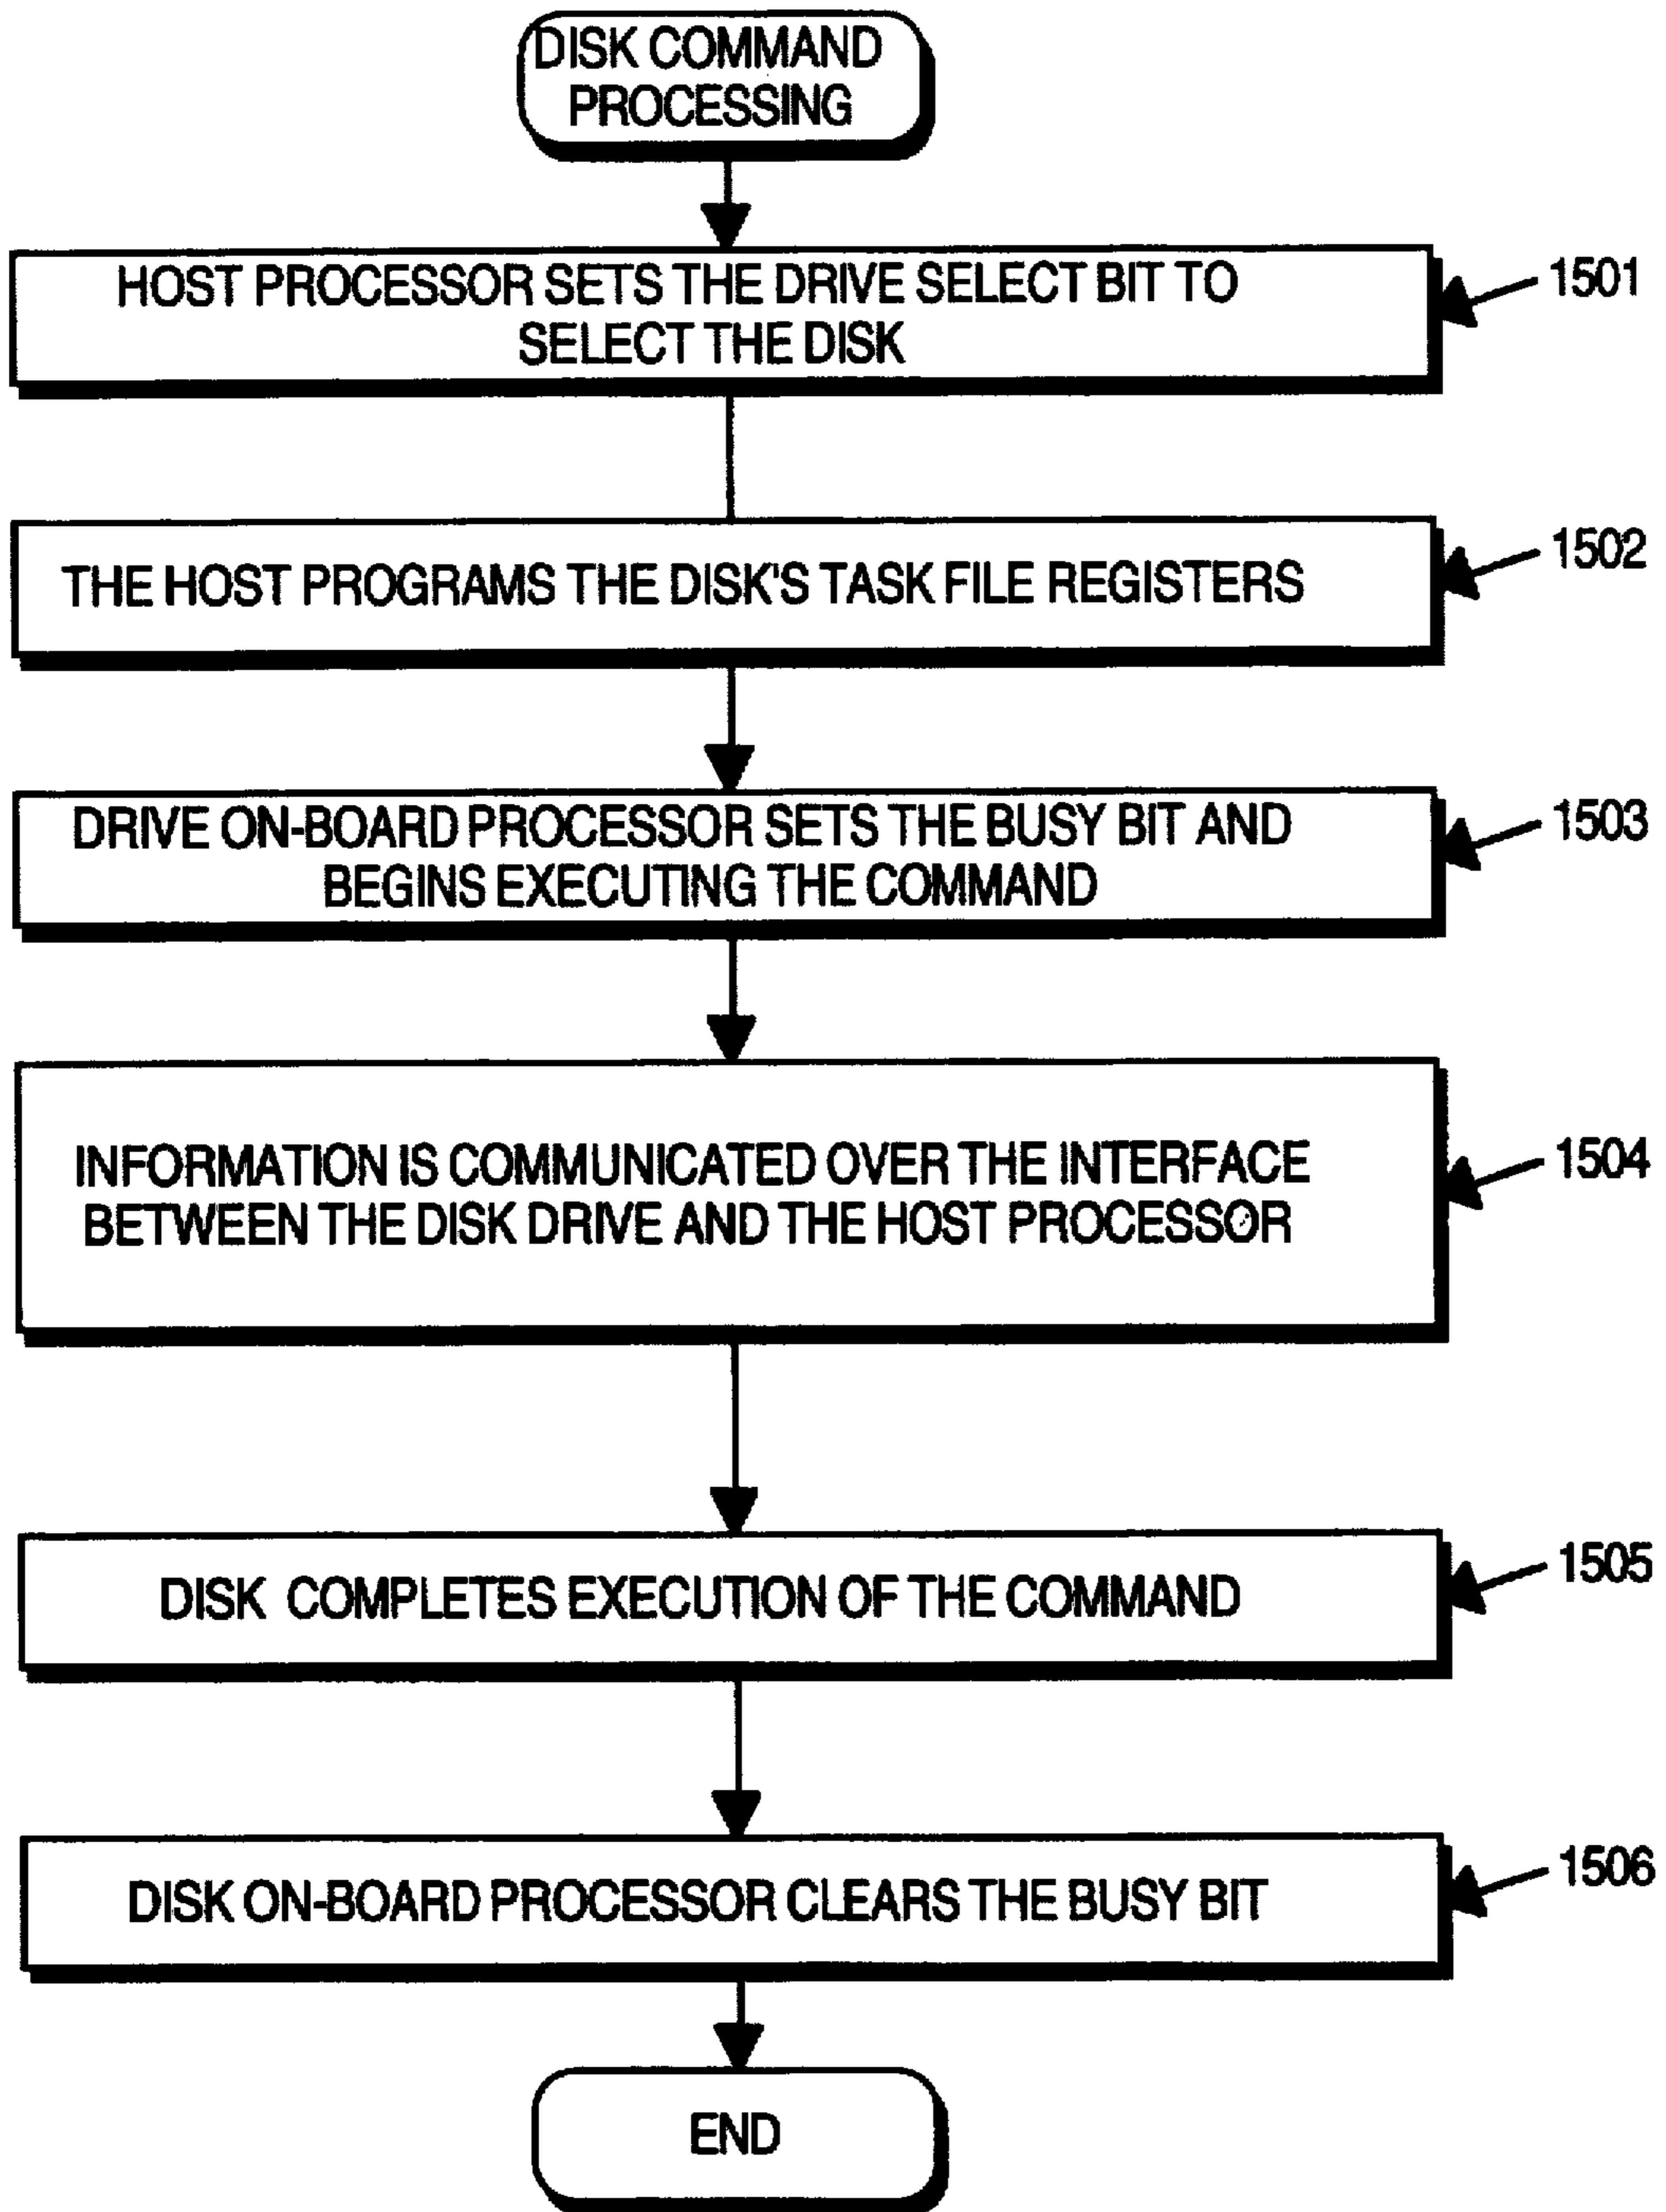 DISK COMMAND
PROCESSING
HOST PROCESSOR SETS THE DRIVE SELECT BIT TO
SELECT THE DISK
1501
THE HOST PROGRAMS THE DISK'S TASK FILE REGISTERS
1502
DRIVE ON-BOARD PROCESSOR SETS THE BUSY BIT AND
BEGINS EXECUTING THE COMMAND
1503
INFORMATION IS COMMUNICATED OVER THE INTERFACE
BETWEEN THE DISK DRIVE AND THE HOST PROCESSOR
1504
DISK COMPLETES EXECUTION OF THE COMMAND
1505
DISK ON-BOARD PROCESSOR CLEARS THE BUSY BIT
1506
END